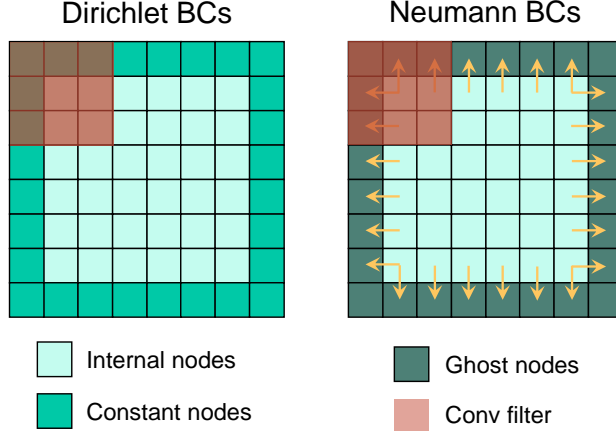 Dirichlet BCs
Neumann BCs
Internal nodes
Constant nodes
Ghost nodes
Conv filter